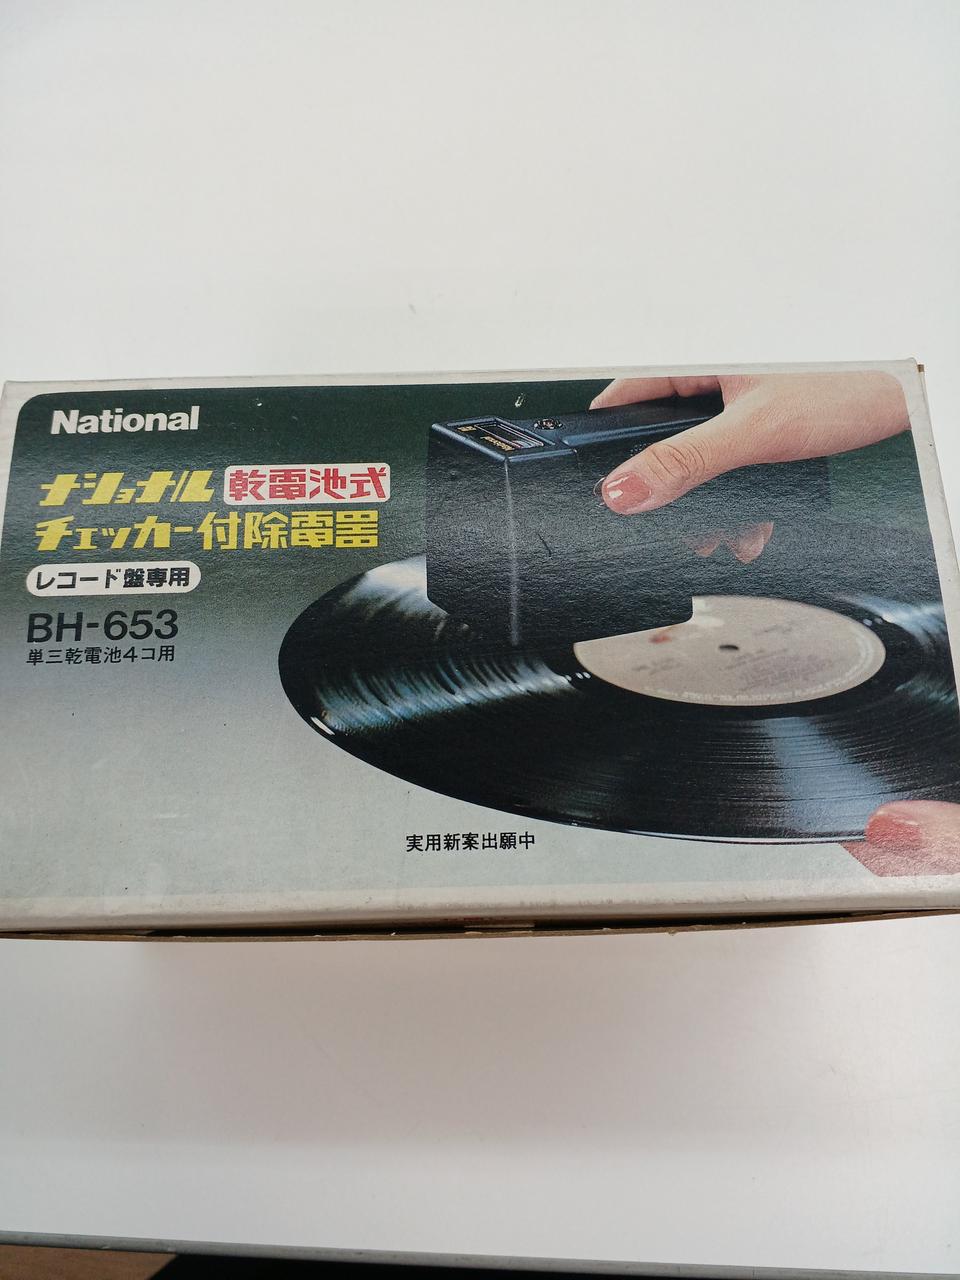 National
ナショナル 乾電池式
チェッカー付除電器
レコード盤専用
BH-653
単三乾電池4コ用
実用新案出願中